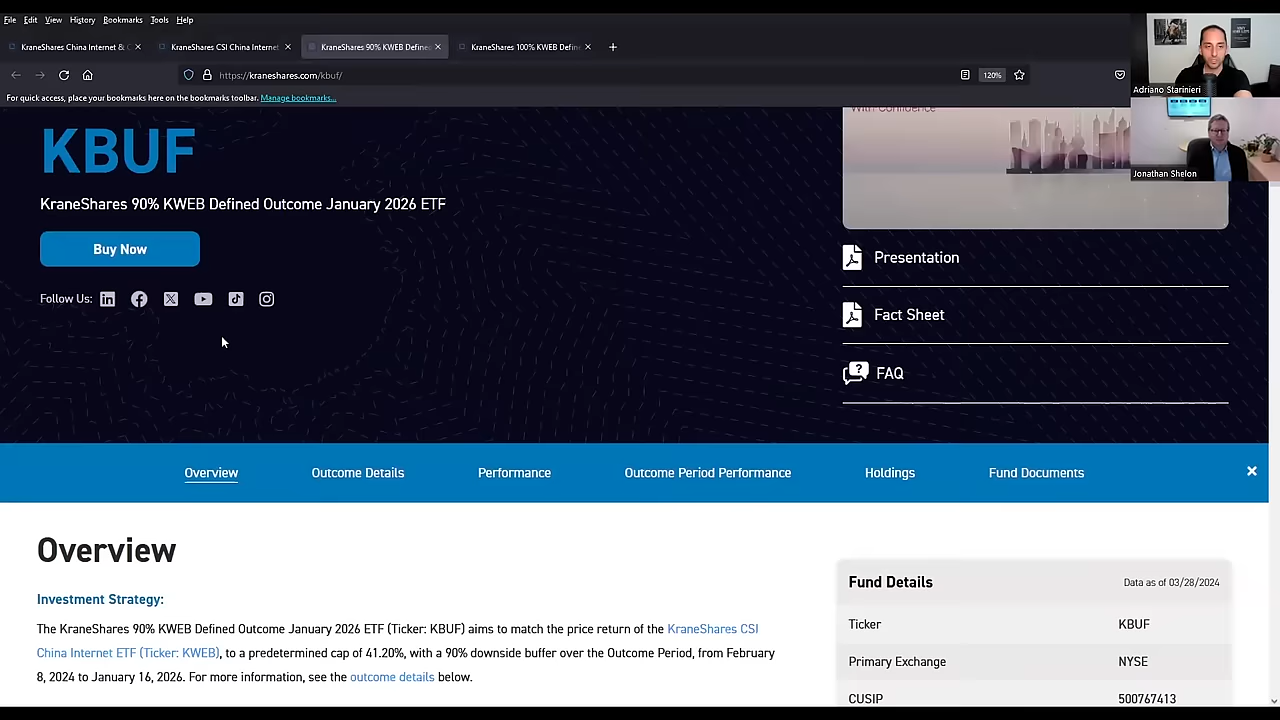 File Edit View History Bookmarks Tools Help
KraneShares China Internet & C
KraneShares CSI China Internet
KraneShares 90% KWEB Define
KraneShares 100% KWEB Defin
https://kraneshares.com/kbuf/
120%
For quick access, place your bookmarks here on the bookmarks toolbar. Manage bookmarks...
Adriano Starinieri
Jonathan Shelon
With Confidence
KBUF
KraneShares 90% KWEB Defined Outcome January 2026 ETF
Buy Now
Follow Us:
Presentation
Fact Sheet
FAQ
Overview
Outcome Details
Performance
Outcome Period Performance
Holdings
Fund Documents
Overview
Investment Strategy:
The KraneShares 90% KWEB Defined Outcome January 2026 ETF (Ticker: KBUF) aims to match the price return of the KraneShares CSI
China Internet ETF (Ticker: KWEB), to a predetermined cap of 41.20%, with a 90% downside buffer over the Outcome Period, from February
8, 2024 to January 16, 2026. For more information, see the outcome details below.
Fund Details
Data as of 03/28/2024
Ticker KBUF
Primary Exchange NYSE
CUSIP 500767413